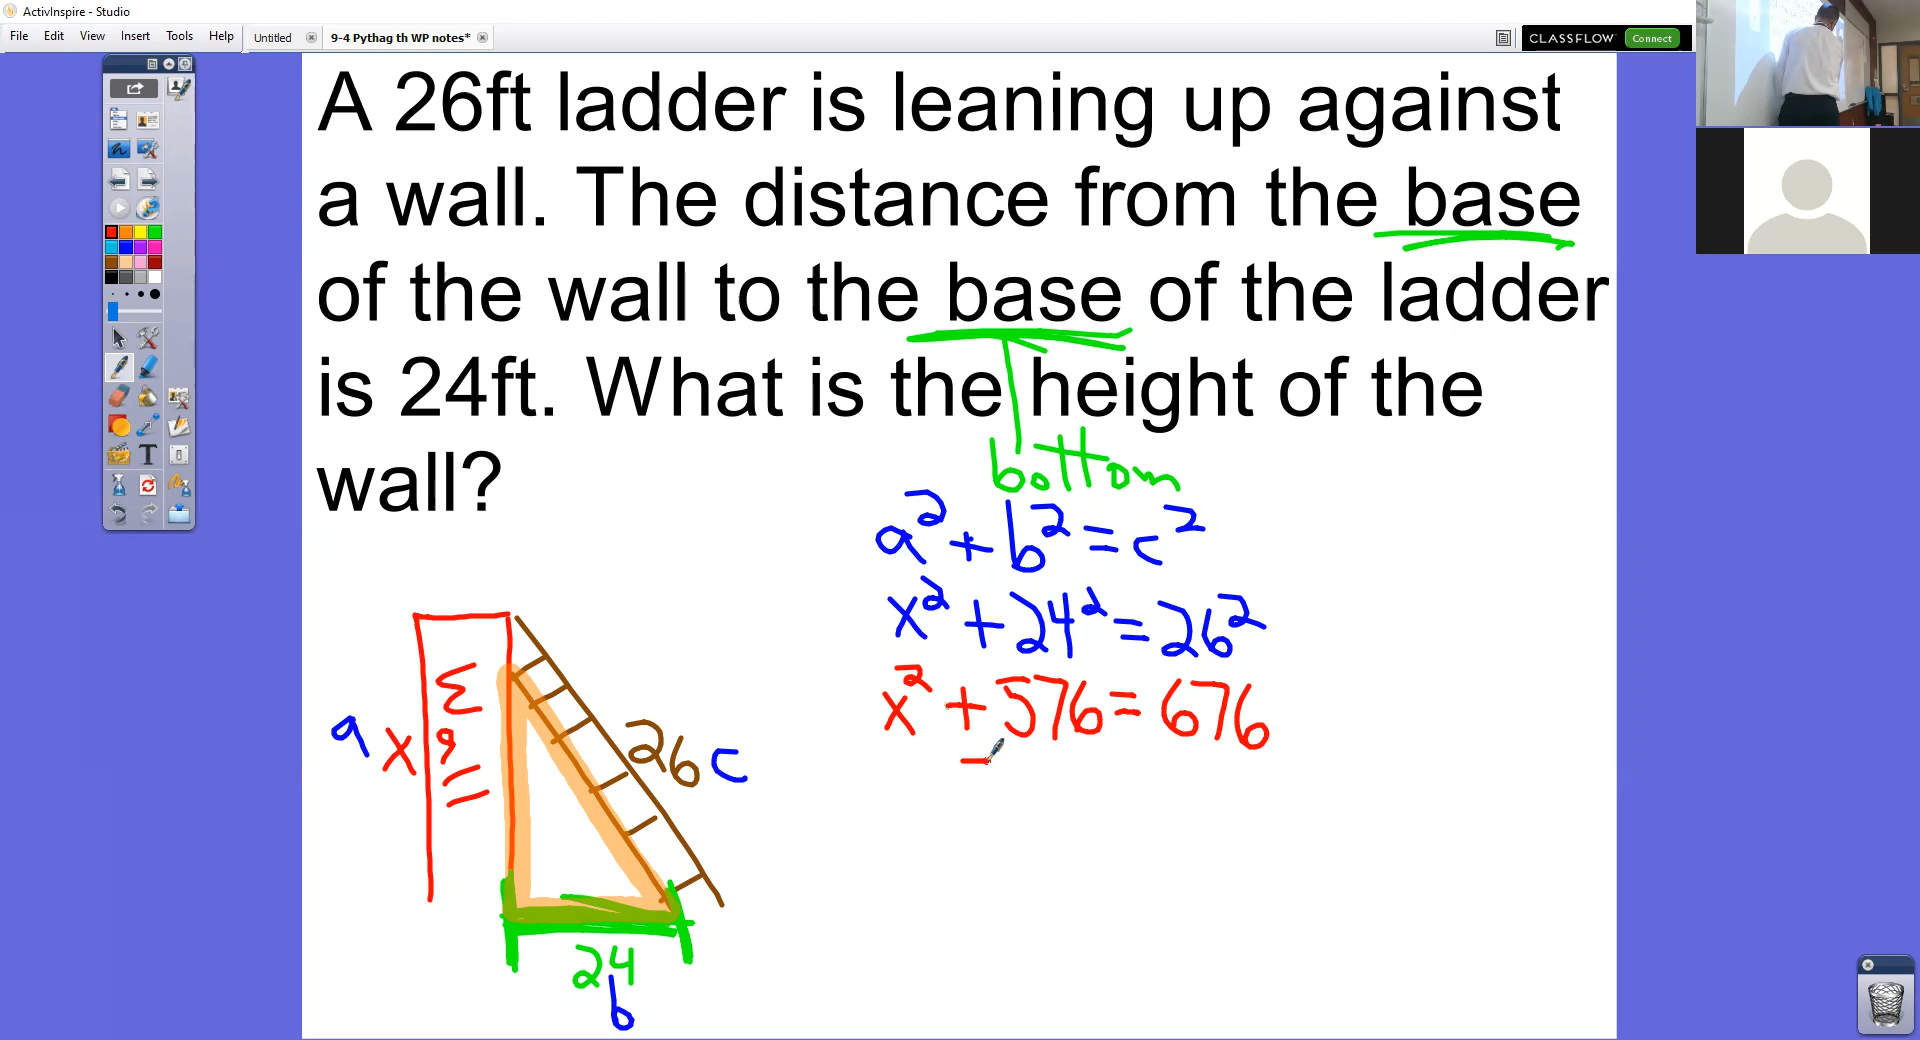 ActivInspire - Studio
File Edit View Insert Tools Help
Untitled
9-4 Pythag th WP notes*
CLASSFLOW Connect
A 26ft ladder is leaning up against
a wall. The distance from the base
of the wall to the base of the ladder
is 24ft. What is the height of the
wall?
bottom
a² + b² = c²
x² + 24² = 26²
x² + 576 = 676
−
a x
26 c
24
b